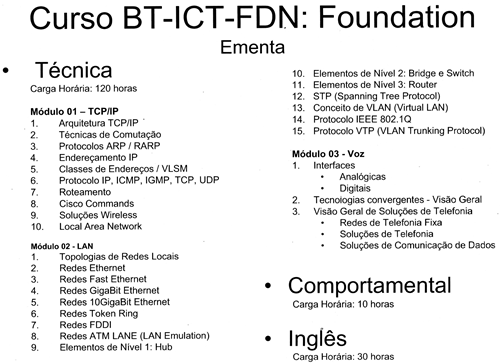 Curso BT-ICT-FDN: Foundation
Ementa
• Técnica
Carga Horária: 120 horas
Módulo 01 – TCP/IP
1. Arquitetura TCP/IP
2. Técnicas de Comutação
3. Protocolos ARP / RARP
4. Endereçamento IP
5. Classes de Endereços / VLSM
6. Protocolo IP, ICMP, IGMP, TCP, UDP
7. Roteamento
8. Cisco Commands
9. Soluções Wireless
10. Local Area Network
Módulo 02 - LAN
1. Topologias de Redes Locais
2. Redes Ethernet
3. Redes Fast Ethernet
4. Redes GigaBit Ethernet
5. Redes 10GigaBit Ethernet
6. Redes Token Ring
7. Redes FDDI
8. Redes ATM LANE (LAN Emulation)
9. Elementos de Nível 1: Hub
10. Elementos de Nível 2: Bridge e Switch
11. Elementos de Nível 3: Router
12. STP (Spanning Tree Protocol)
13. Conceito de VLAN (Virtual LAN)
14. Protocolo IEEE 802.1Q
15. Protocolo VTP (VLAN Trunking Protocol)
Módulo 03 - Voz
1. Interfaces
• Analógicas
• Digitais
2. Tecnologias convergentes - Visão Geral
3. Visão Geral de Soluções de Telefonia
• Redes de Telefonia Fixa
• Soluções de Telefonia
• Soluções de Comunicação de Dados
• Comportamental
Carga Horária: 10 horas
• Inglês
Carga Horária: 30 horas